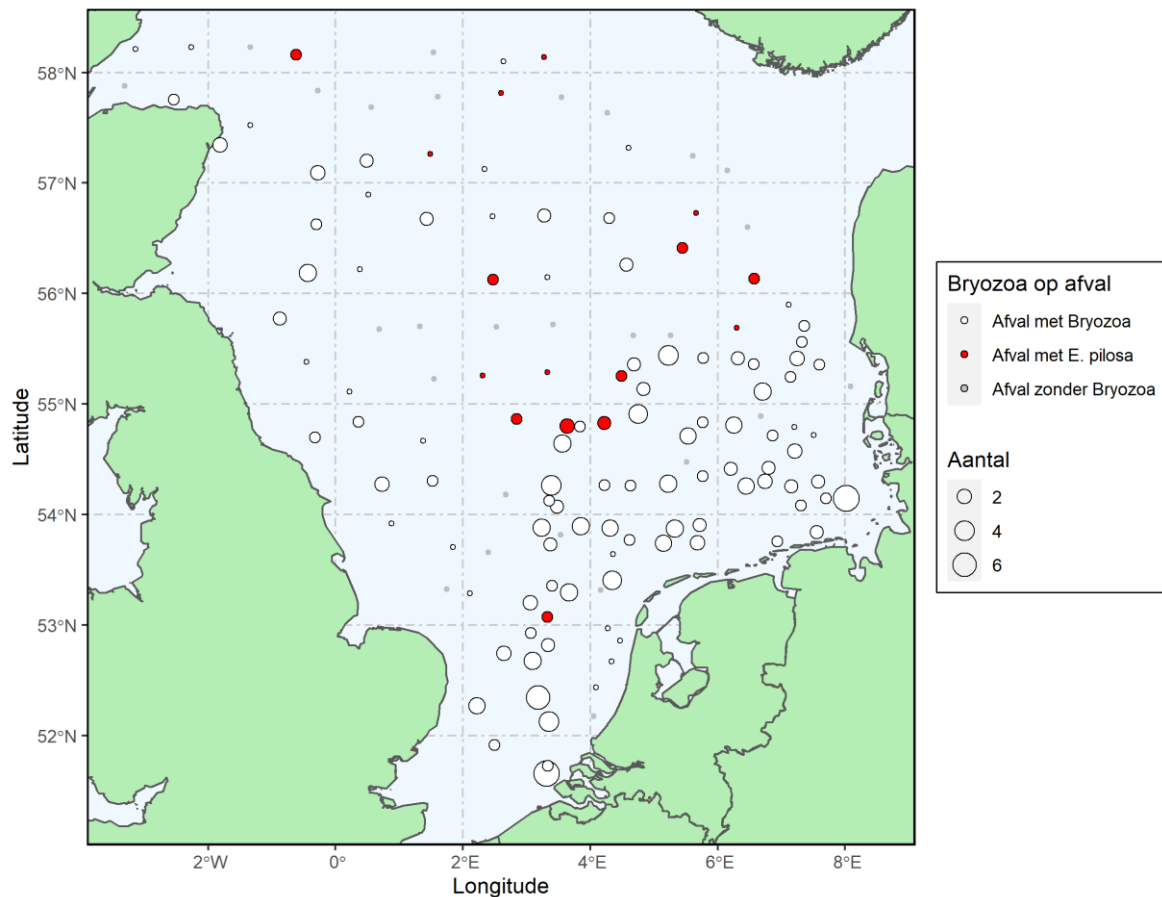 58°N
57°N
56°N
55°N
54°N
53°N
52°N
Latitude
2°W
0°
2°E
4°E
6°E
8°E
Longitude
Bryozoa op afval
Afval met Bryozoa
Afval met E. pilosa
Afval zonder Bryozoa
Aantal
2
4
6